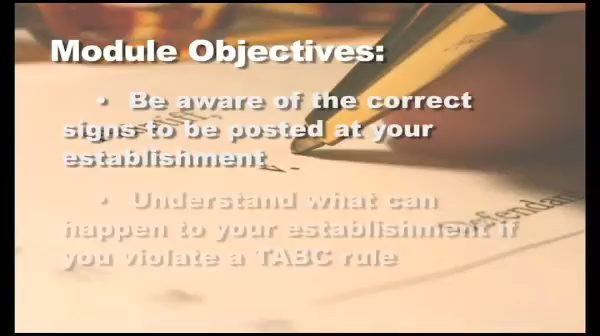 Module Objectives:
• Be aware of the correct
signs to be posted at your
establishment
v.
• Understand what can
happen to your establishment if
you violate a TABC rule
Defendant